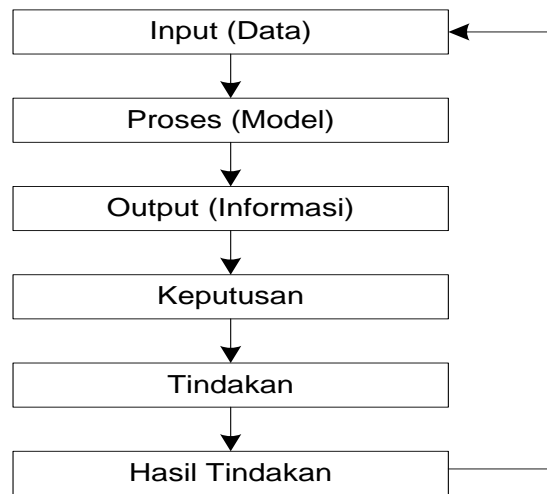 Input (Data)
Proses (Model)
Output (Informasi)
Keputusan
Tindakan
Hasil Tindakan